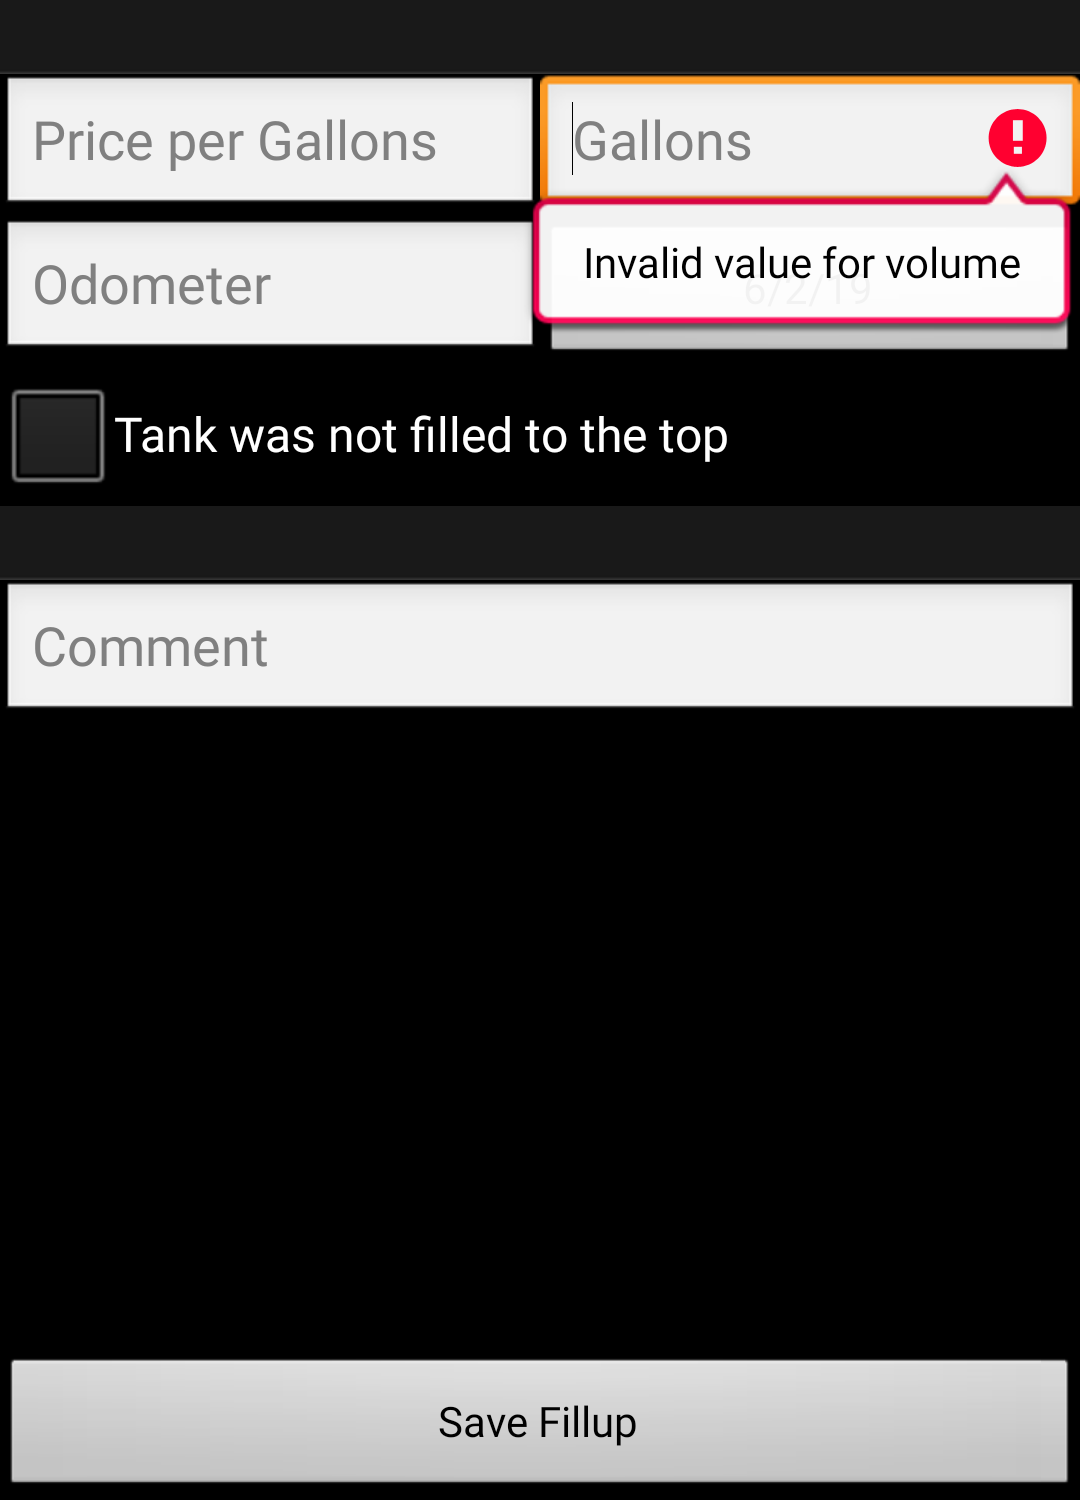 Price per Gallons
Gallons
Odometer
Invalid value for volume
6/2/19
Tank was not filled to the top
Comment
Save Fillup